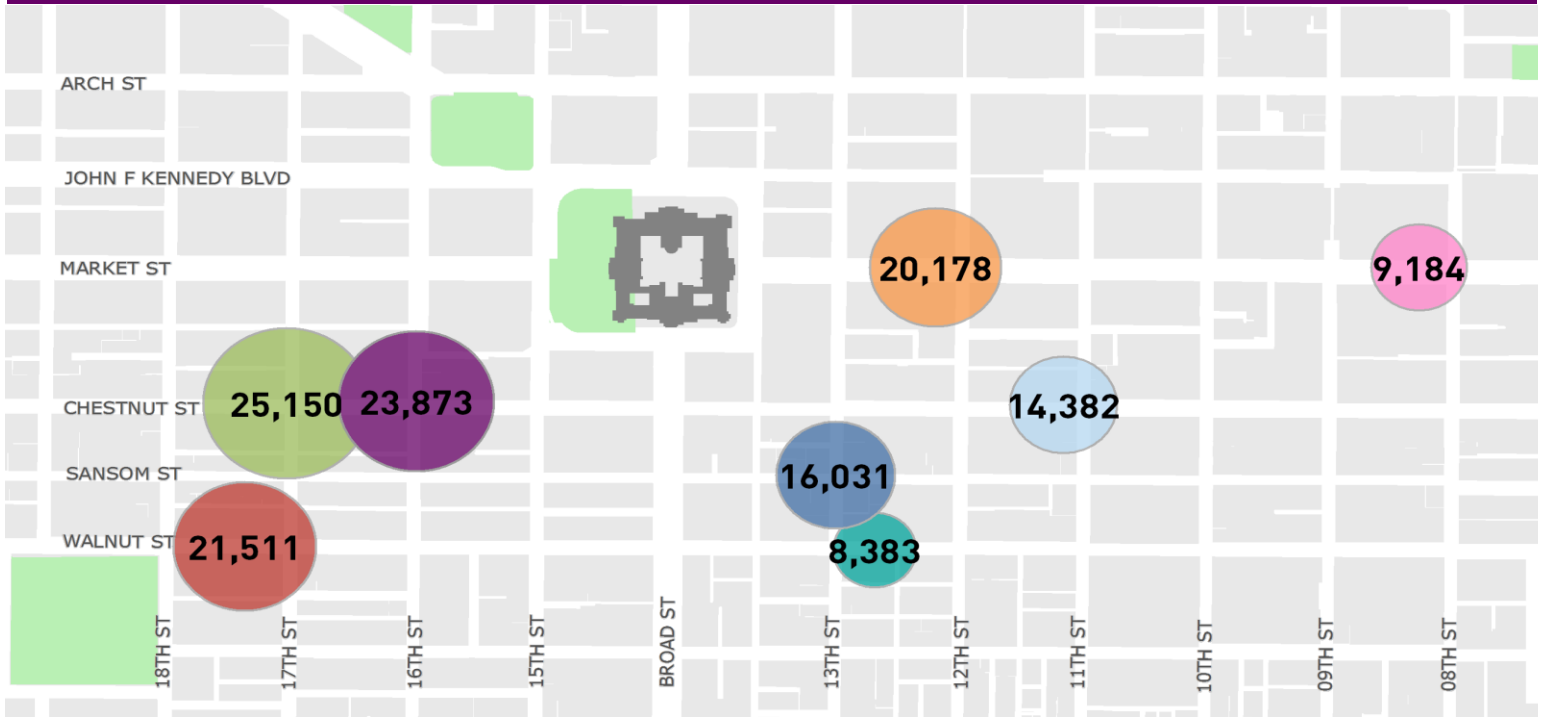 ARCH ST
JOHN F KENNEDY BLVD
MARKET ST
20,178
9,184
CHESTNUT ST
25,150
23,873
14,382
SANSOM ST
16,031
WALNUT ST
21,511
8,383
18TH ST
17TH ST
16TH ST
15TH ST
BROAD ST
13TH ST
12TH ST
11TH ST
10TH ST
09TH ST
08TH ST